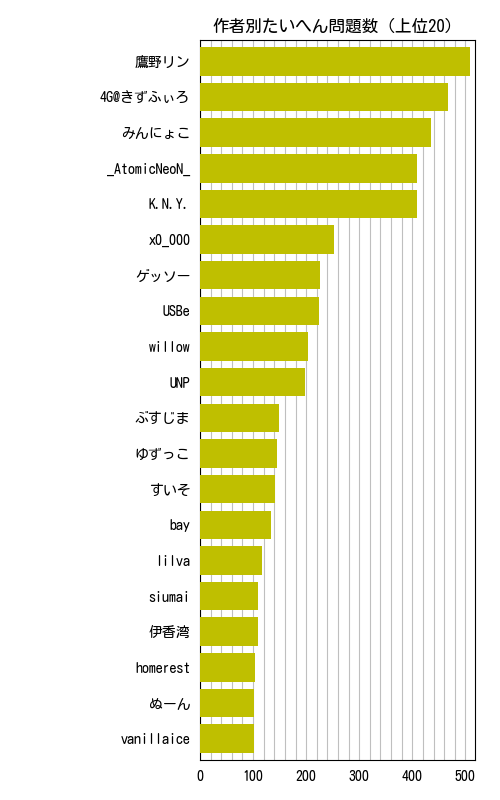 作者別たいへん問題数（上位20）
鷹野リン
4G@きずふぃろ
みんにょこ
_AtomicNeoN_
K.N.Y.
x0_000
ゲッソー
USBe
willow
UNP
ぶすじま
ゆずっこ
すいそ
bay
lilva
siumai
伊香湾
homerest
ぬーん
vanillaice
0 100 200 300 400 500